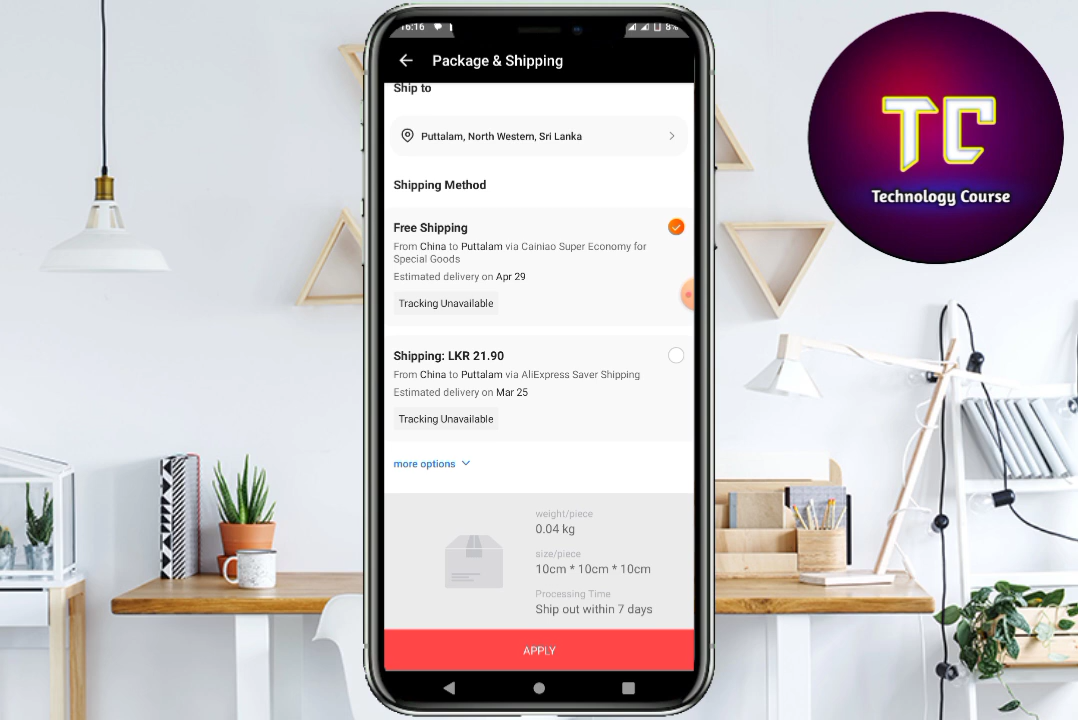 16:16
8%
Package & Shipping
Ship to
Puttalam, North Western, Sri Lanka
Shipping Method
Free Shipping
From China to Puttalam via Cainiao Super Economy for
Special Goods
Estimated delivery on Apr 29
Tracking Unavailable
Shipping: LKR 21.90
From China to Puttalam via AliExpress Saver Shipping
Estimated delivery on Mar 25
Tracking Unavailable
more options
weight/piece
0.04 kg
size/piece
10cm * 10cm * 10cm
Processing Time
Ship out within 7 days
APPLY
TC
Technology Course